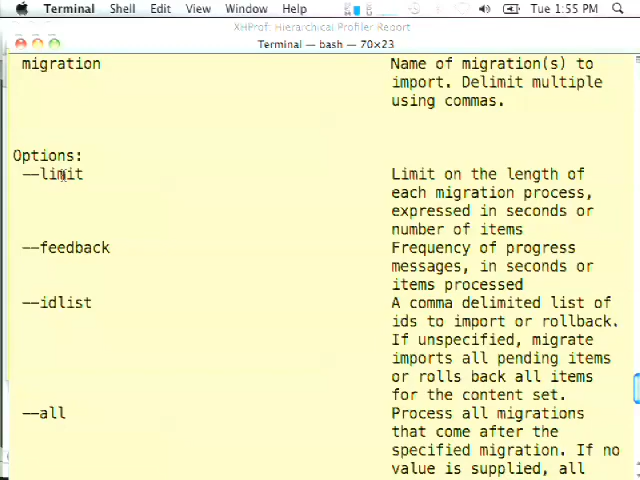 Terminal Shell Edit View Window Help Tue 1:55 PM
XHProf: Hierarchical Profiler Report
Terminal — bash — 70×23
migration Name of migration(s) to
import. Delimit multiple
using commas.
Options:
--limit Limit on the length of
each migration process,
expressed in seconds or
number of items
--feedback Frequency of progress
messages, in seconds or
items processed
--idlist A comma delimited list of
ids to import or rollback.
If unspecified, migrate
imports all pending items
or rolls back all items
for the content set.
--all Process all migrations
that come after the
specified migration. If no
value is supplied, all